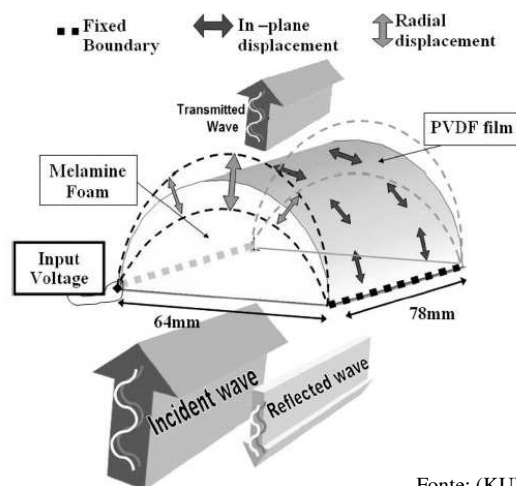 Fixed Boundary
In –plane displacement
Radial displacement
Transmitted
Wave
PVDF film
Melamine
Foam
Input
Voltage
64mm
78mm
Incident wave
Reflected wave
Fonte: (KU